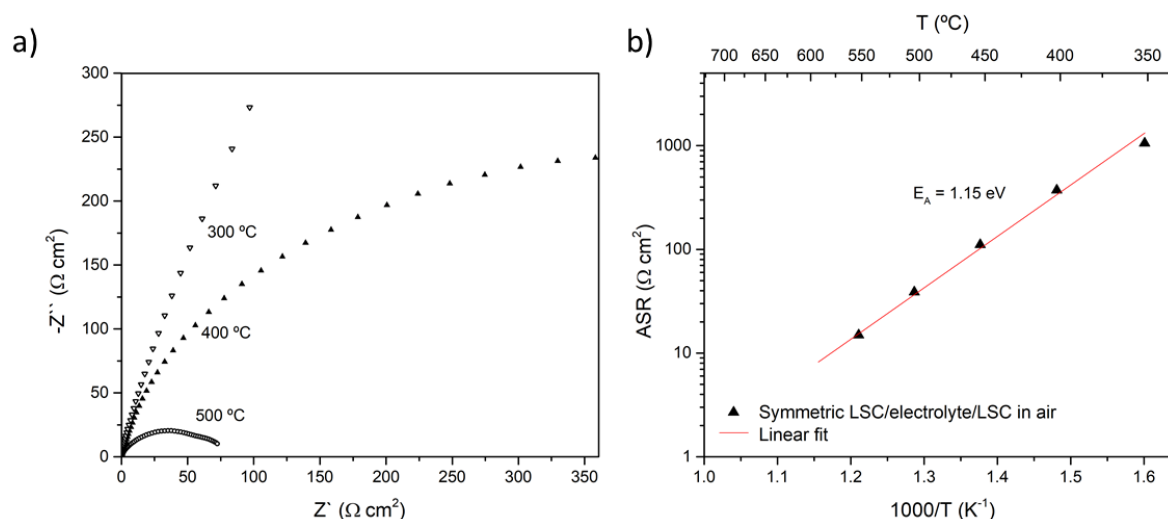 a)
300
250
200
150
100
50
0
-Z`` (Ω cm²)
300 ºC
400 ºC
500 ºC
0 50 100 150 200 250 300 350
Z` (Ω cm²)
b)
T (ºC)
700 650 600 550 500 450 400 350
1000
100
10
1
ASR (Ω cm²)
E_A = 1.15 eV
Symmetric LSC/electrolyte/LSC in air
Linear fit
1.0 1.1 1.2 1.3 1.4 1.5 1.6
1000/T (K⁻¹)